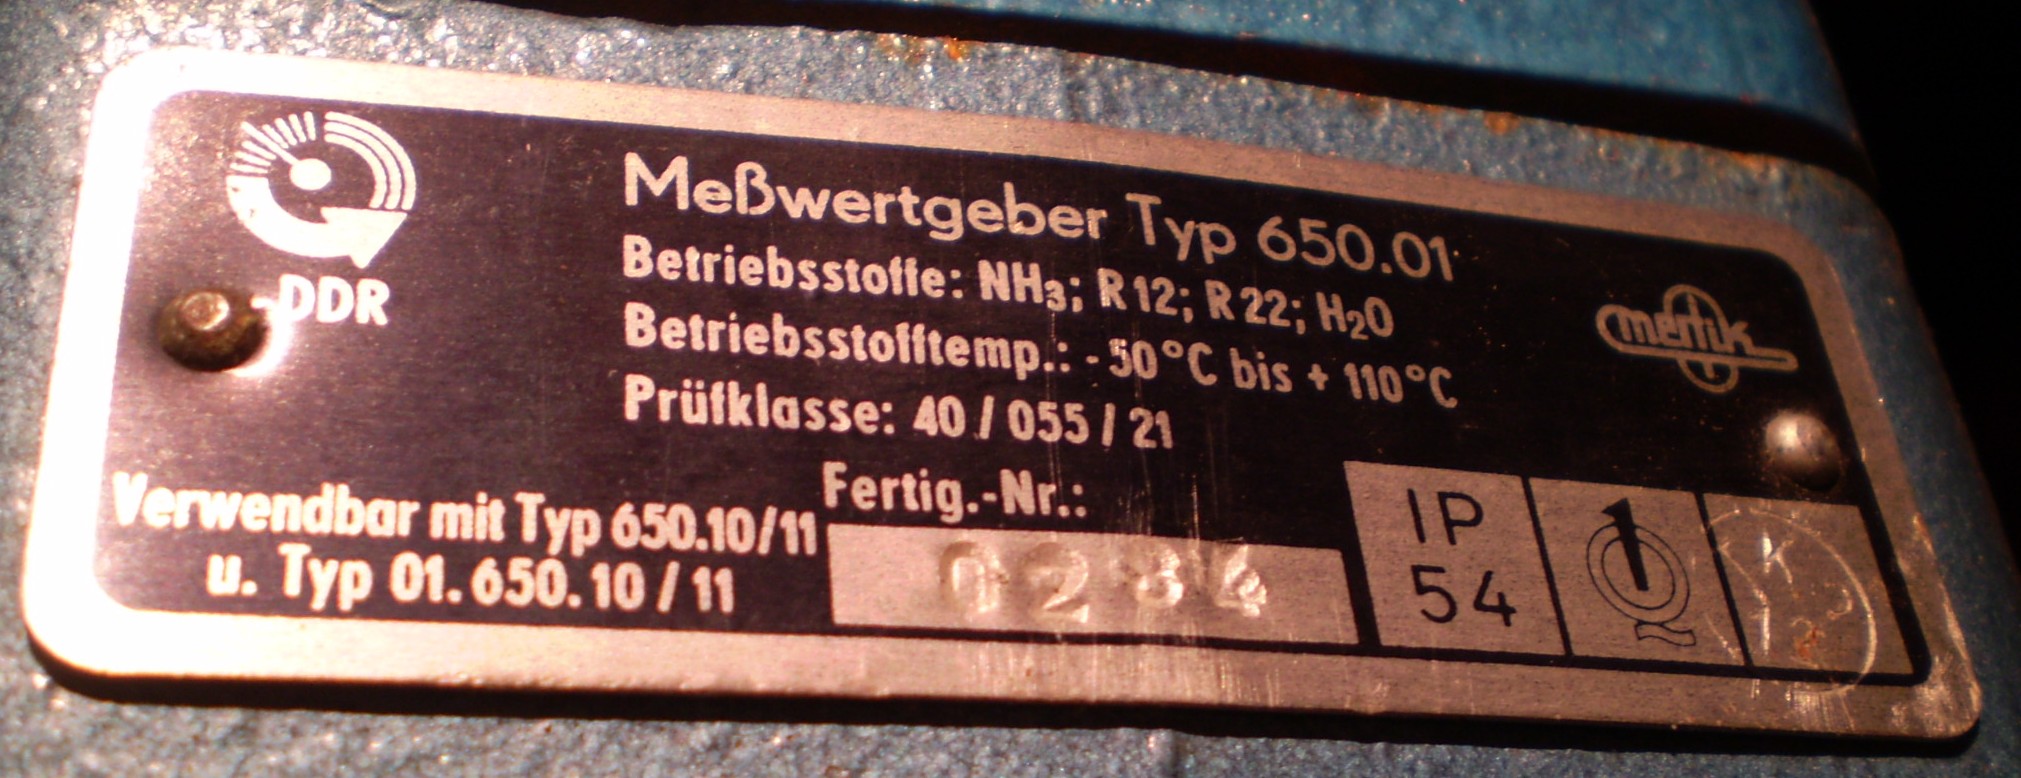 DDR
Meßwertgeber Typ 650.01
Betriebsstoffe: NH₃; R 12; R 22; H₂O
Betriebsstofftemp.: - 50°C bis + 110°C
Prüfklasse: 40 / 055 / 21
mertik
Verwendbar mit Typ 650.10/11
u. Typ 01.650.10 / 11
Fertig.-Nr.:
IP
54
1
Q